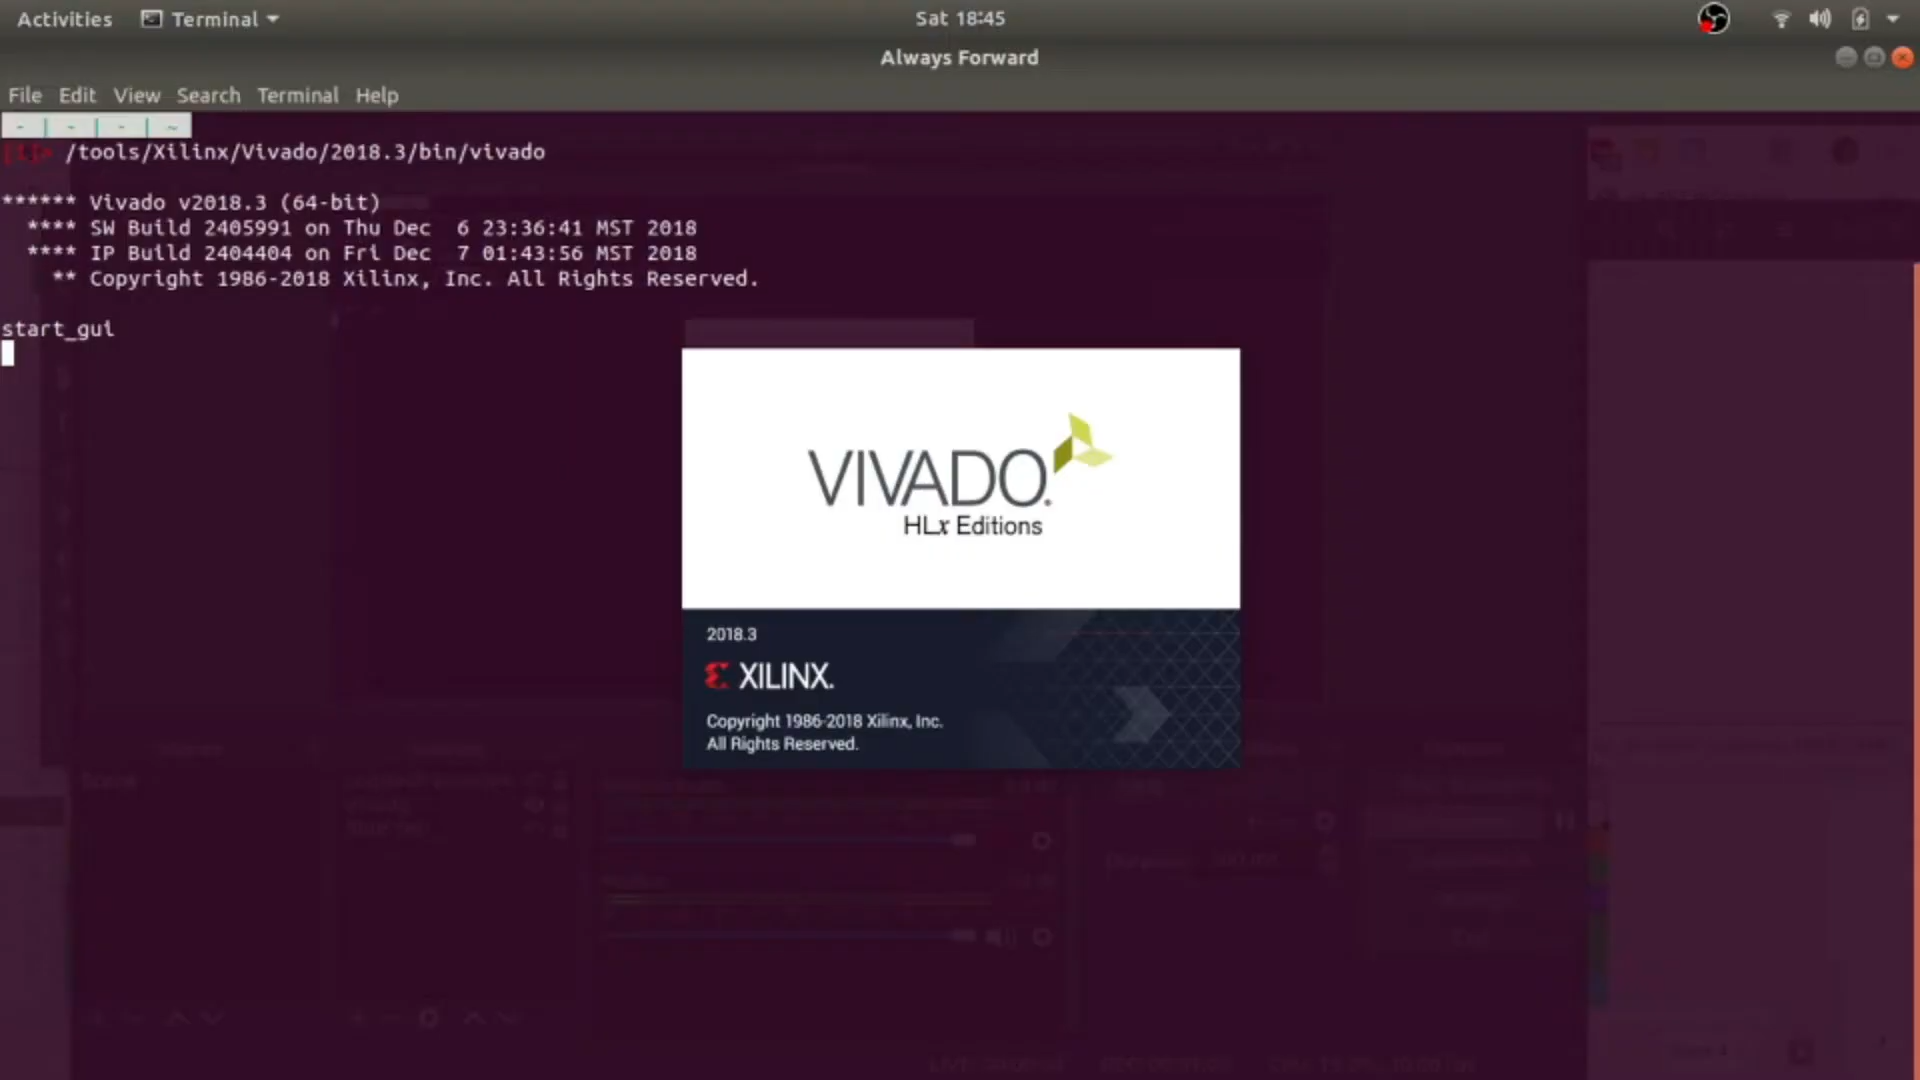 Activities Terminal Sat 18:45
Always Forward
File Edit View Search Terminal Help
- | ~ | - | ~
[1]> /tools/Xilinx/Vivado/2018.3/bin/vivado
****** Vivado v2018.3 (64-bit)
**** SW Build 2405991 on Thu Dec  6 23:36:41 MST 2018
**** IP Build 2404404 on Fri Dec  7 01:43:56 MST 2018
** Copyright 1986-2018 Xilinx, Inc. All Rights Reserved.
start_gui
VIVADO.
HLx Editions
2018.3
XILINX.
Copyright 1986-2018 Xilinx, Inc.
All Rights Reserved.